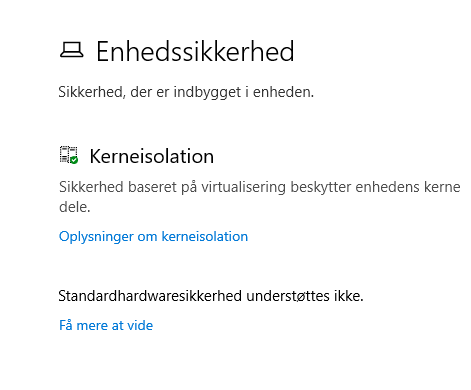 Enhedssikkerhed
Sikkerhed, der er indbygget i enheden.
Kerneisolation
Sikkerhed baseret på virtualisering beskytter enhedens kerne
dele.
Oplysninger om kerneisolation
Standardhardwaresikkerhed understøttes ikke.
Få mere at vide